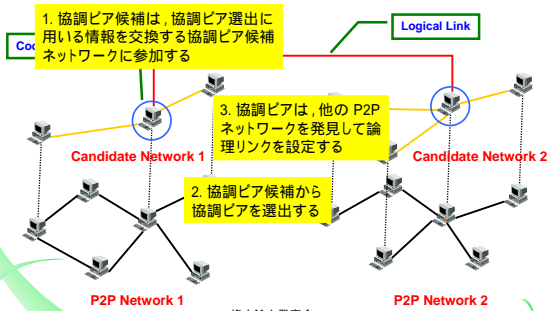 1. 協調ピア候補は, 協調ピア選出に
用いる情報を交換する協調ピア候補
ネットワークに参加する
Logical Link
3. 協調ピアは, 他の P2P
ネットワークを発見して論
理リンクを設定する
Candidate Network 1
Candidate Network 2
2. 協調ピア候補から
協調ピアを選出する
P2P Network 1
P2P Network 2